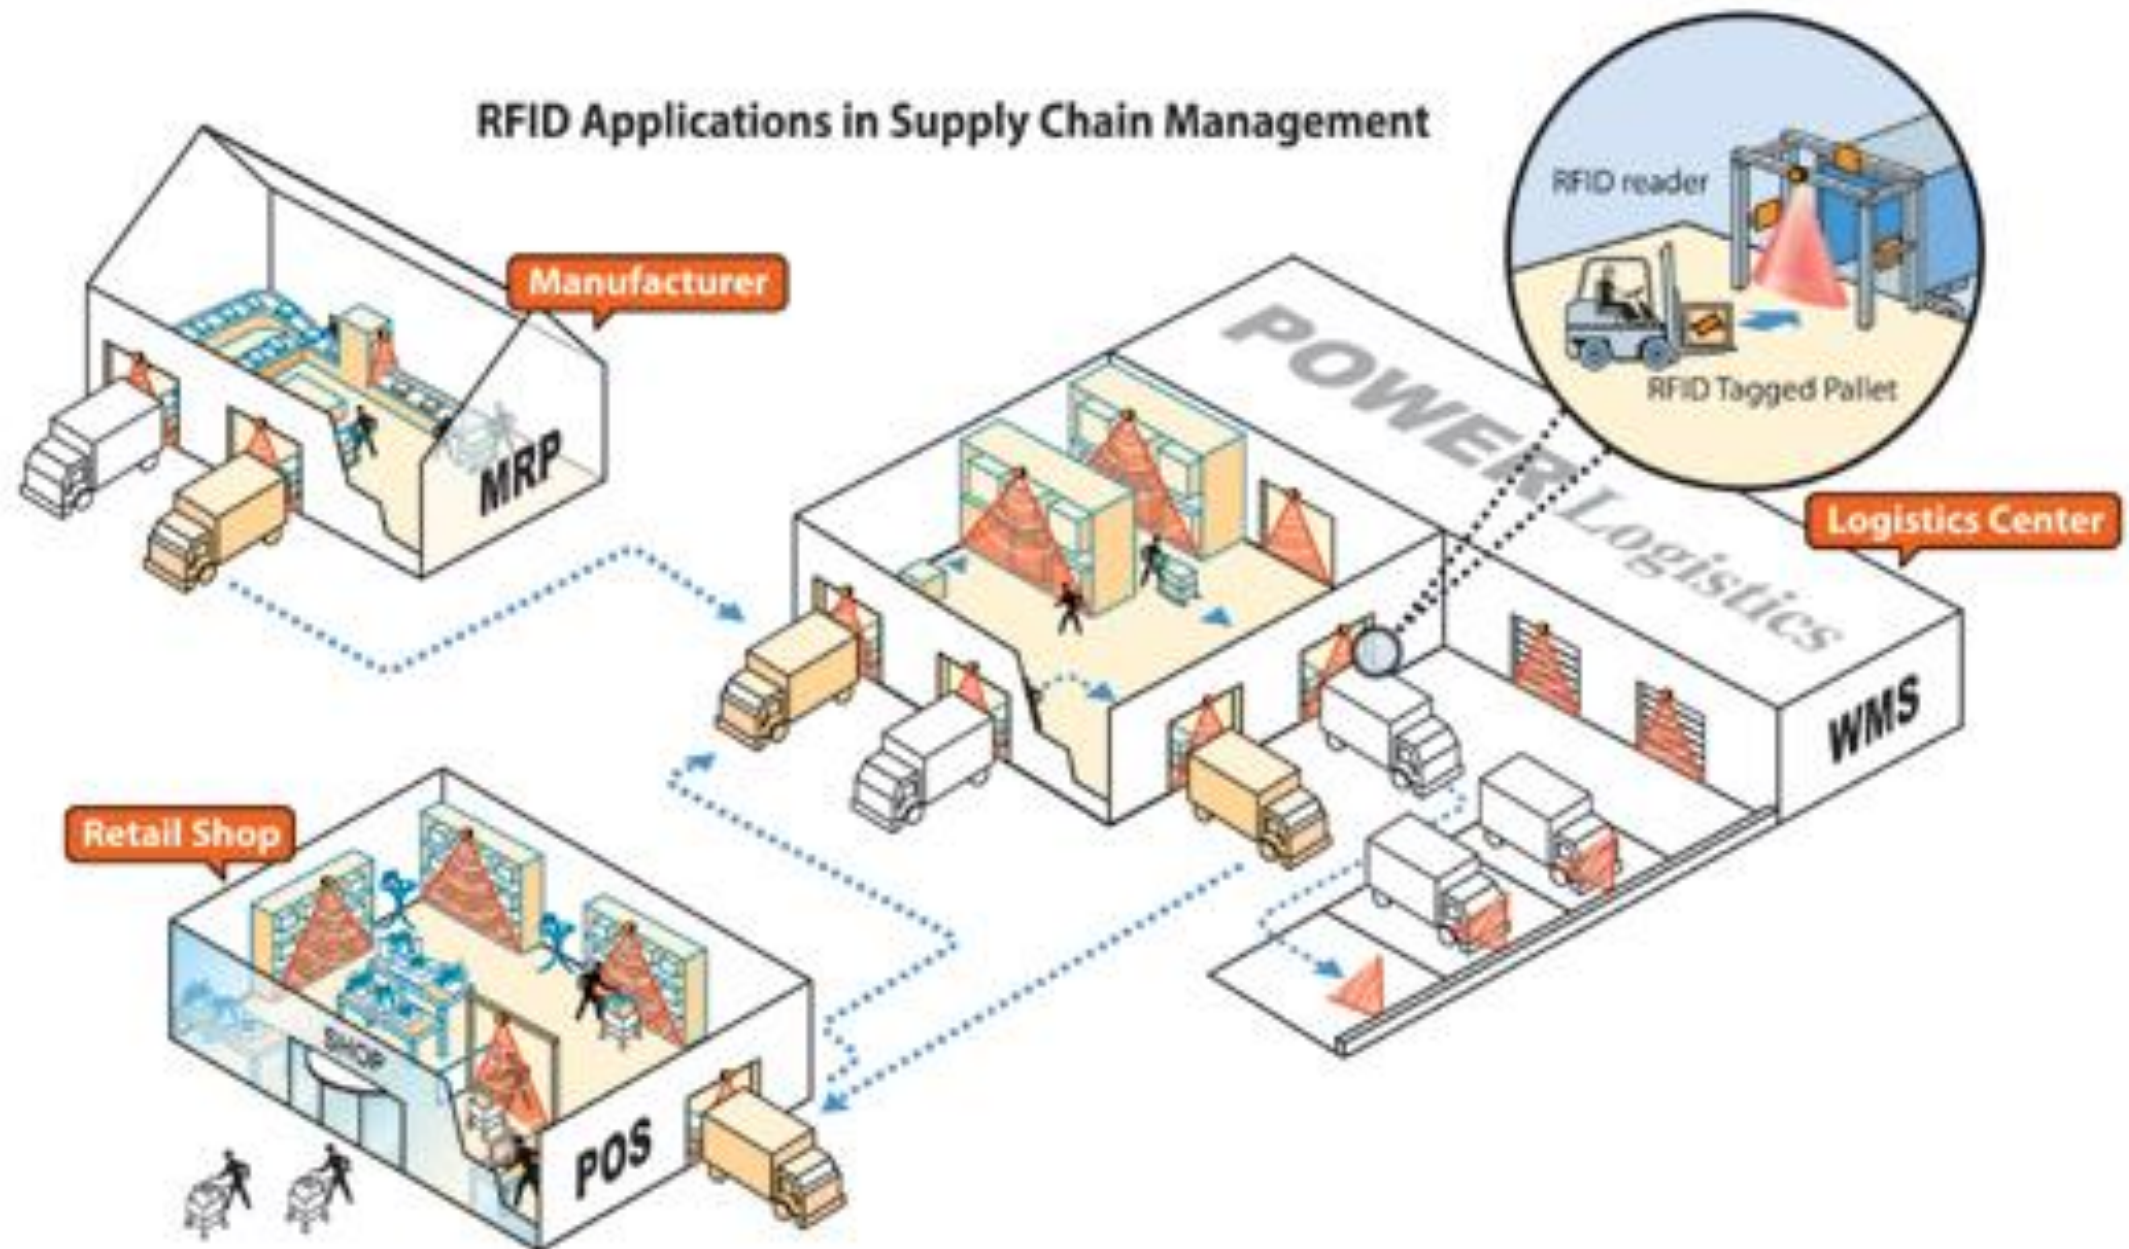 RFID Applications in Supply Chain Management
RFID reader
RFID Tagged Pallet
Manufacturer
MRP
POWER Logistics
Logistics Center
WMS
Retail Shop
SHOP
POS